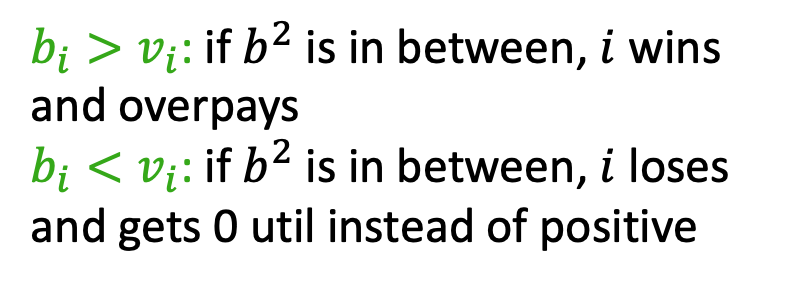 bᵢ > vᵢ: if b² is in between, i wins
and overpays
bᵢ < vᵢ: if b² is in between, i loses
and gets 0 util instead of positive